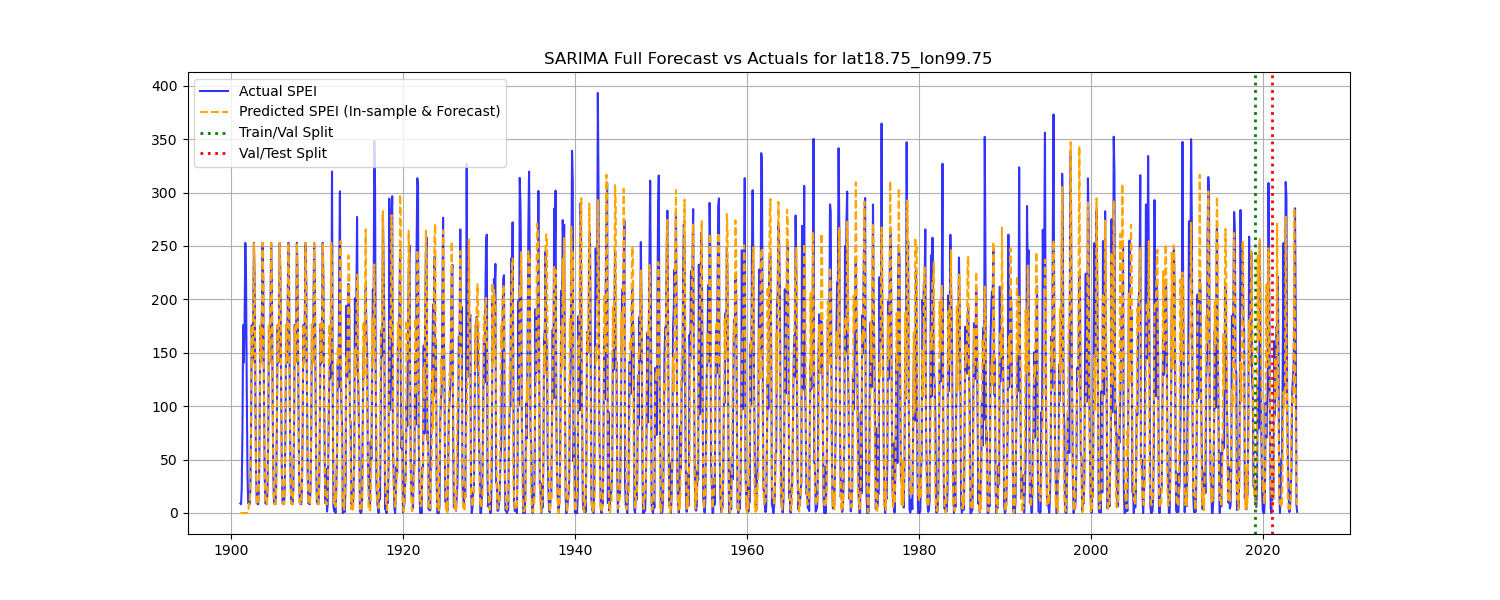 SARIMA Full Forecast vs Actuals for lat18.75_lon99.75
Actual SPEI
Predicted SPEI (In-sample & Forecast)
Train/Val Split
Val/Test Split
400
350
300
250
200
150
100
50
0
1900 1920 1940 1960 1980 2000 2020